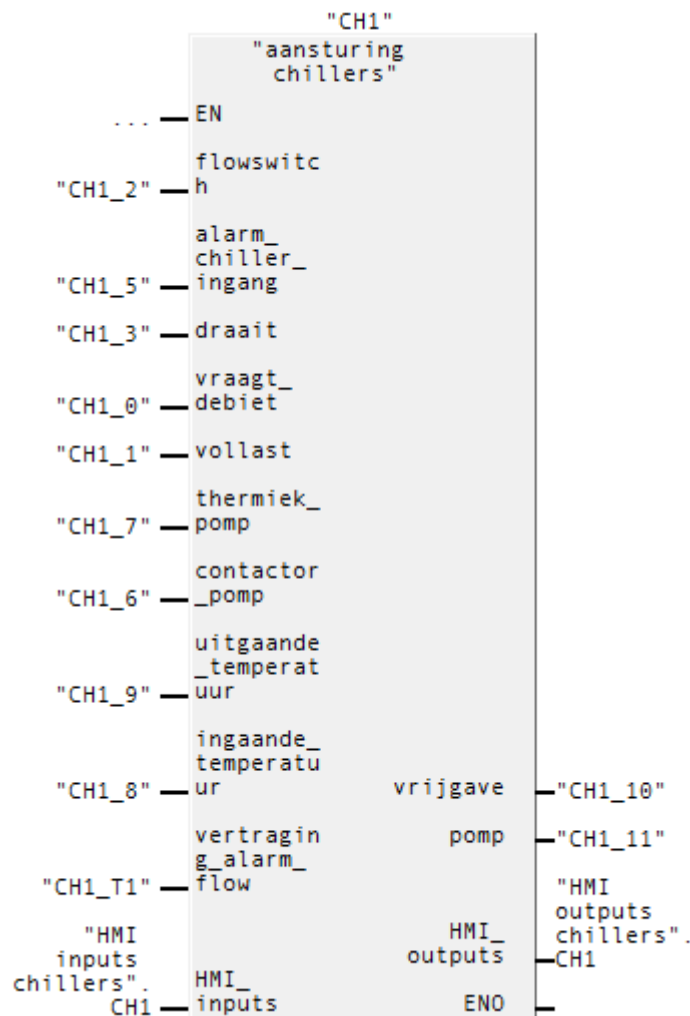 "CH1"
"aansturing
chillers"
... EN
flowswitc
"CH1_2" h
alarm_
chiller_
"CH1_5" ingang
"CH1_3" draait
vraagt_
"CH1_0" debiet
"CH1_1" vollast
thermiek_
"CH1_7" pomp
contactor
"CH1_6" _pomp
uitgaande
_temperat
"CH1_9" uur
ingaande_
temperatu
"CH1_8" ur vrijgave "CH1_10"
vertragin pomp "CH1_11"
g_alarm_
"CH1_T1" flow "HMI
outputs
"HMI HMI_ chillers".
inputs outputs CH1
chillers". HMI_
CH1 inputs ENO